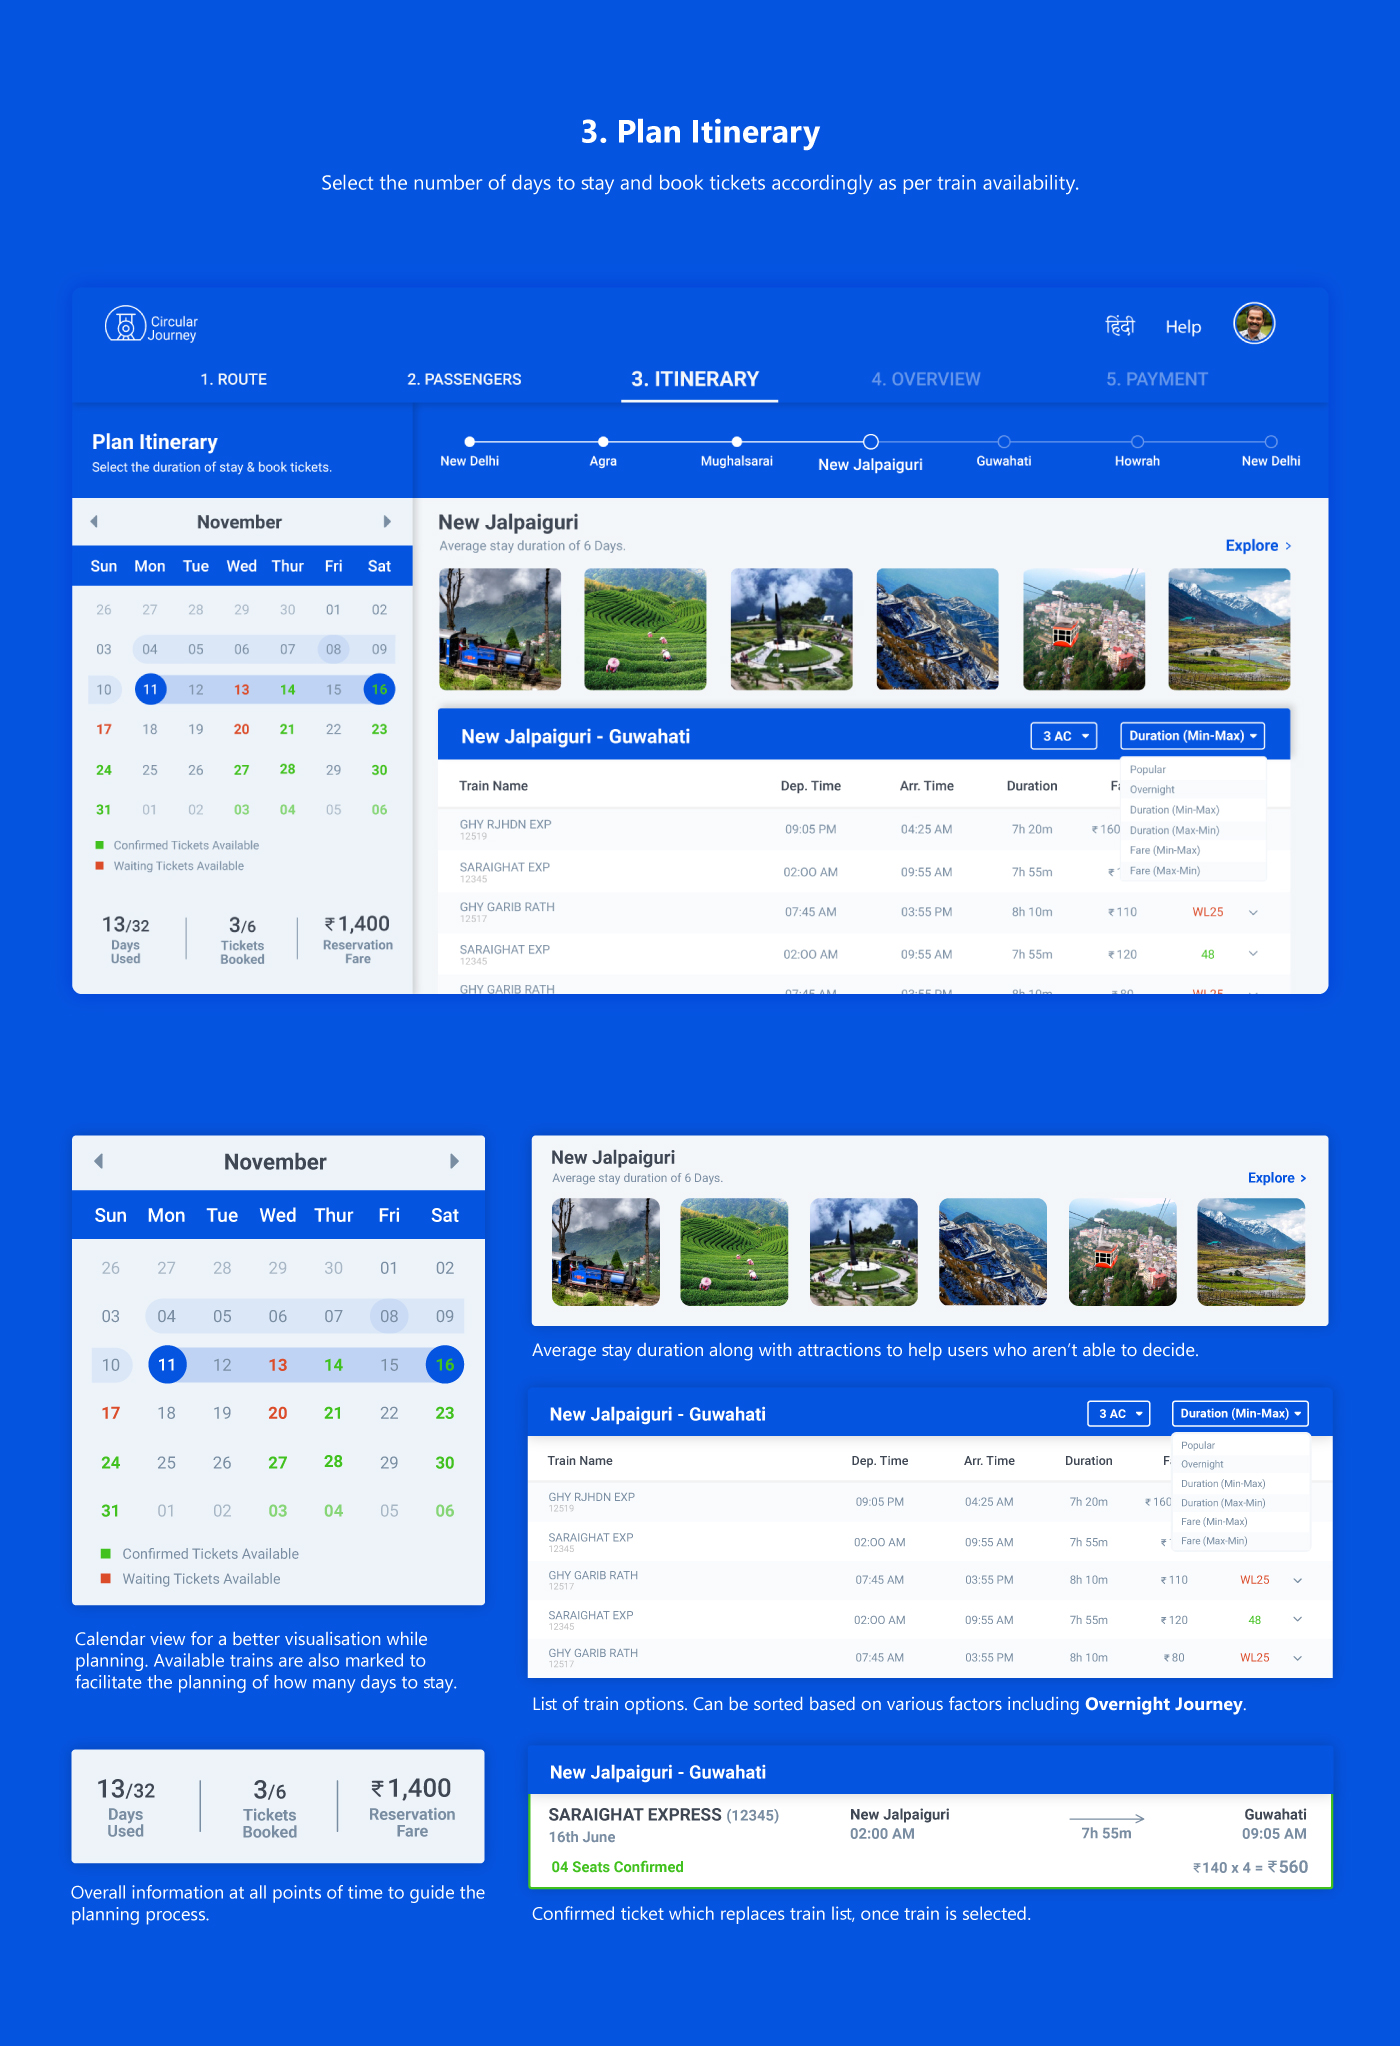 3. Plan Itinerary
Select the number of days to stay and book tickets accordingly as per train availability.
Circular
Journey
हिंदी Help
1. ROUTE 2. PASSENGERS 3. ITINERARY 4. OVERVIEW 5. PAYMENT
Plan Itinerary
Select the duration of stay & book tickets.
New Delhi Agra Mughalsarai New Jalpaiguri Guwahati Howrah New Delhi
November
Sun Mon Tue Wed Thur Fri Sat
26 27 28 29 30 01 02
03 04 05 06 07 08 09
10 11 12 13 14 15 16
17 18 19 20 21 22 23
24 25 26 27 28 29 30
31 01 02 03 04 05 06
Confirmed Tickets Available
Waiting Tickets Available
13/32 3/6 ₹1,400
Days Tickets Reservation
Used Booked Fare
New Jalpaiguri
Average stay duration of 6 Days.
Explore >
New Jalpaiguri - Guwahati 3 AC Duration (Min-Max)
Popular
Overnight
Duration (Min-Max)
Duration (Max-Min)
Fare (Min-Max)
Fare (Max-Min)
Train Name Dep. Time Arr. Time Duration
GHY RJHDN EXP 09:05 PM 04:25 AM 7h 20m ₹160
12519
SARAIGHAT EXP 02:OO AM 09:55 AM 7h 55m
12345
GHY GARIB RATH 07:45 AM 03:55 PM 8h 10m ₹110 WL25
12517
SARAIGHAT EXP 02:OO AM 09:55 AM 7h 55m ₹120 48
12345
GHY GARIB RATH 07:45 AM 03:55 PM 8h 10m ₹80 WL25
November
Sun Mon Tue Wed Thur Fri Sat
26 27 28 29 30 01 02
03 04 05 06 07 08 09
10 11 12 13 14 15 16
17 18 19 20 21 22 23
24 25 26 27 28 29 30
31 01 02 03 04 05 06
Confirmed Tickets Available
Waiting Tickets Available
Calendar view for a better visualisation while
planning. Available trains are also marked to
facilitate the planning of how many days to stay.
13/32 3/6 ₹1,400
Days Tickets Reservation
Used Booked Fare
Overall information at all points of time to guide the
planning process.
New Jalpaiguri
Average stay duration of 6 Days.
Explore >
Average stay duration along with attractions to help users who aren't able to decide.
New Jalpaiguri - Guwahati 3 AC Duration (Min-Max)
Popular
Overnight
Duration (Min-Max)
Duration (Max-Min)
Fare (Min-Max)
Fare (Max-Min)
Train Name Dep. Time Arr. Time Duration
GHY RJHDN EXP 09:05 PM 04:25 AM 7h 20m ₹160
12519
SARAIGHAT EXP 02:OO AM 09:55 AM 7h 55m
12345
GHY GARIB RATH 07:45 AM 03:55 PM 8h 10m ₹110 WL25
12517
SARAIGHAT EXP 02:OO AM 09:55 AM 7h 55m ₹120 48
12345
GHY GARIB RATH 07:45 AM 03:55 PM 8h 10m ₹80 WL25
12517
List of train options. Can be sorted based on various factors including Overnight Journey.
New Jalpaiguri - Guwahati
SARAIGHAT EXPRESS (12345) New Jalpaiguri Guwahati
16th June 02:00 AM 7h 55m 09:05 AM
04 Seats Confirmed ₹140 x 4 = ₹560
Confirmed ticket which replaces train list, once train is selected.